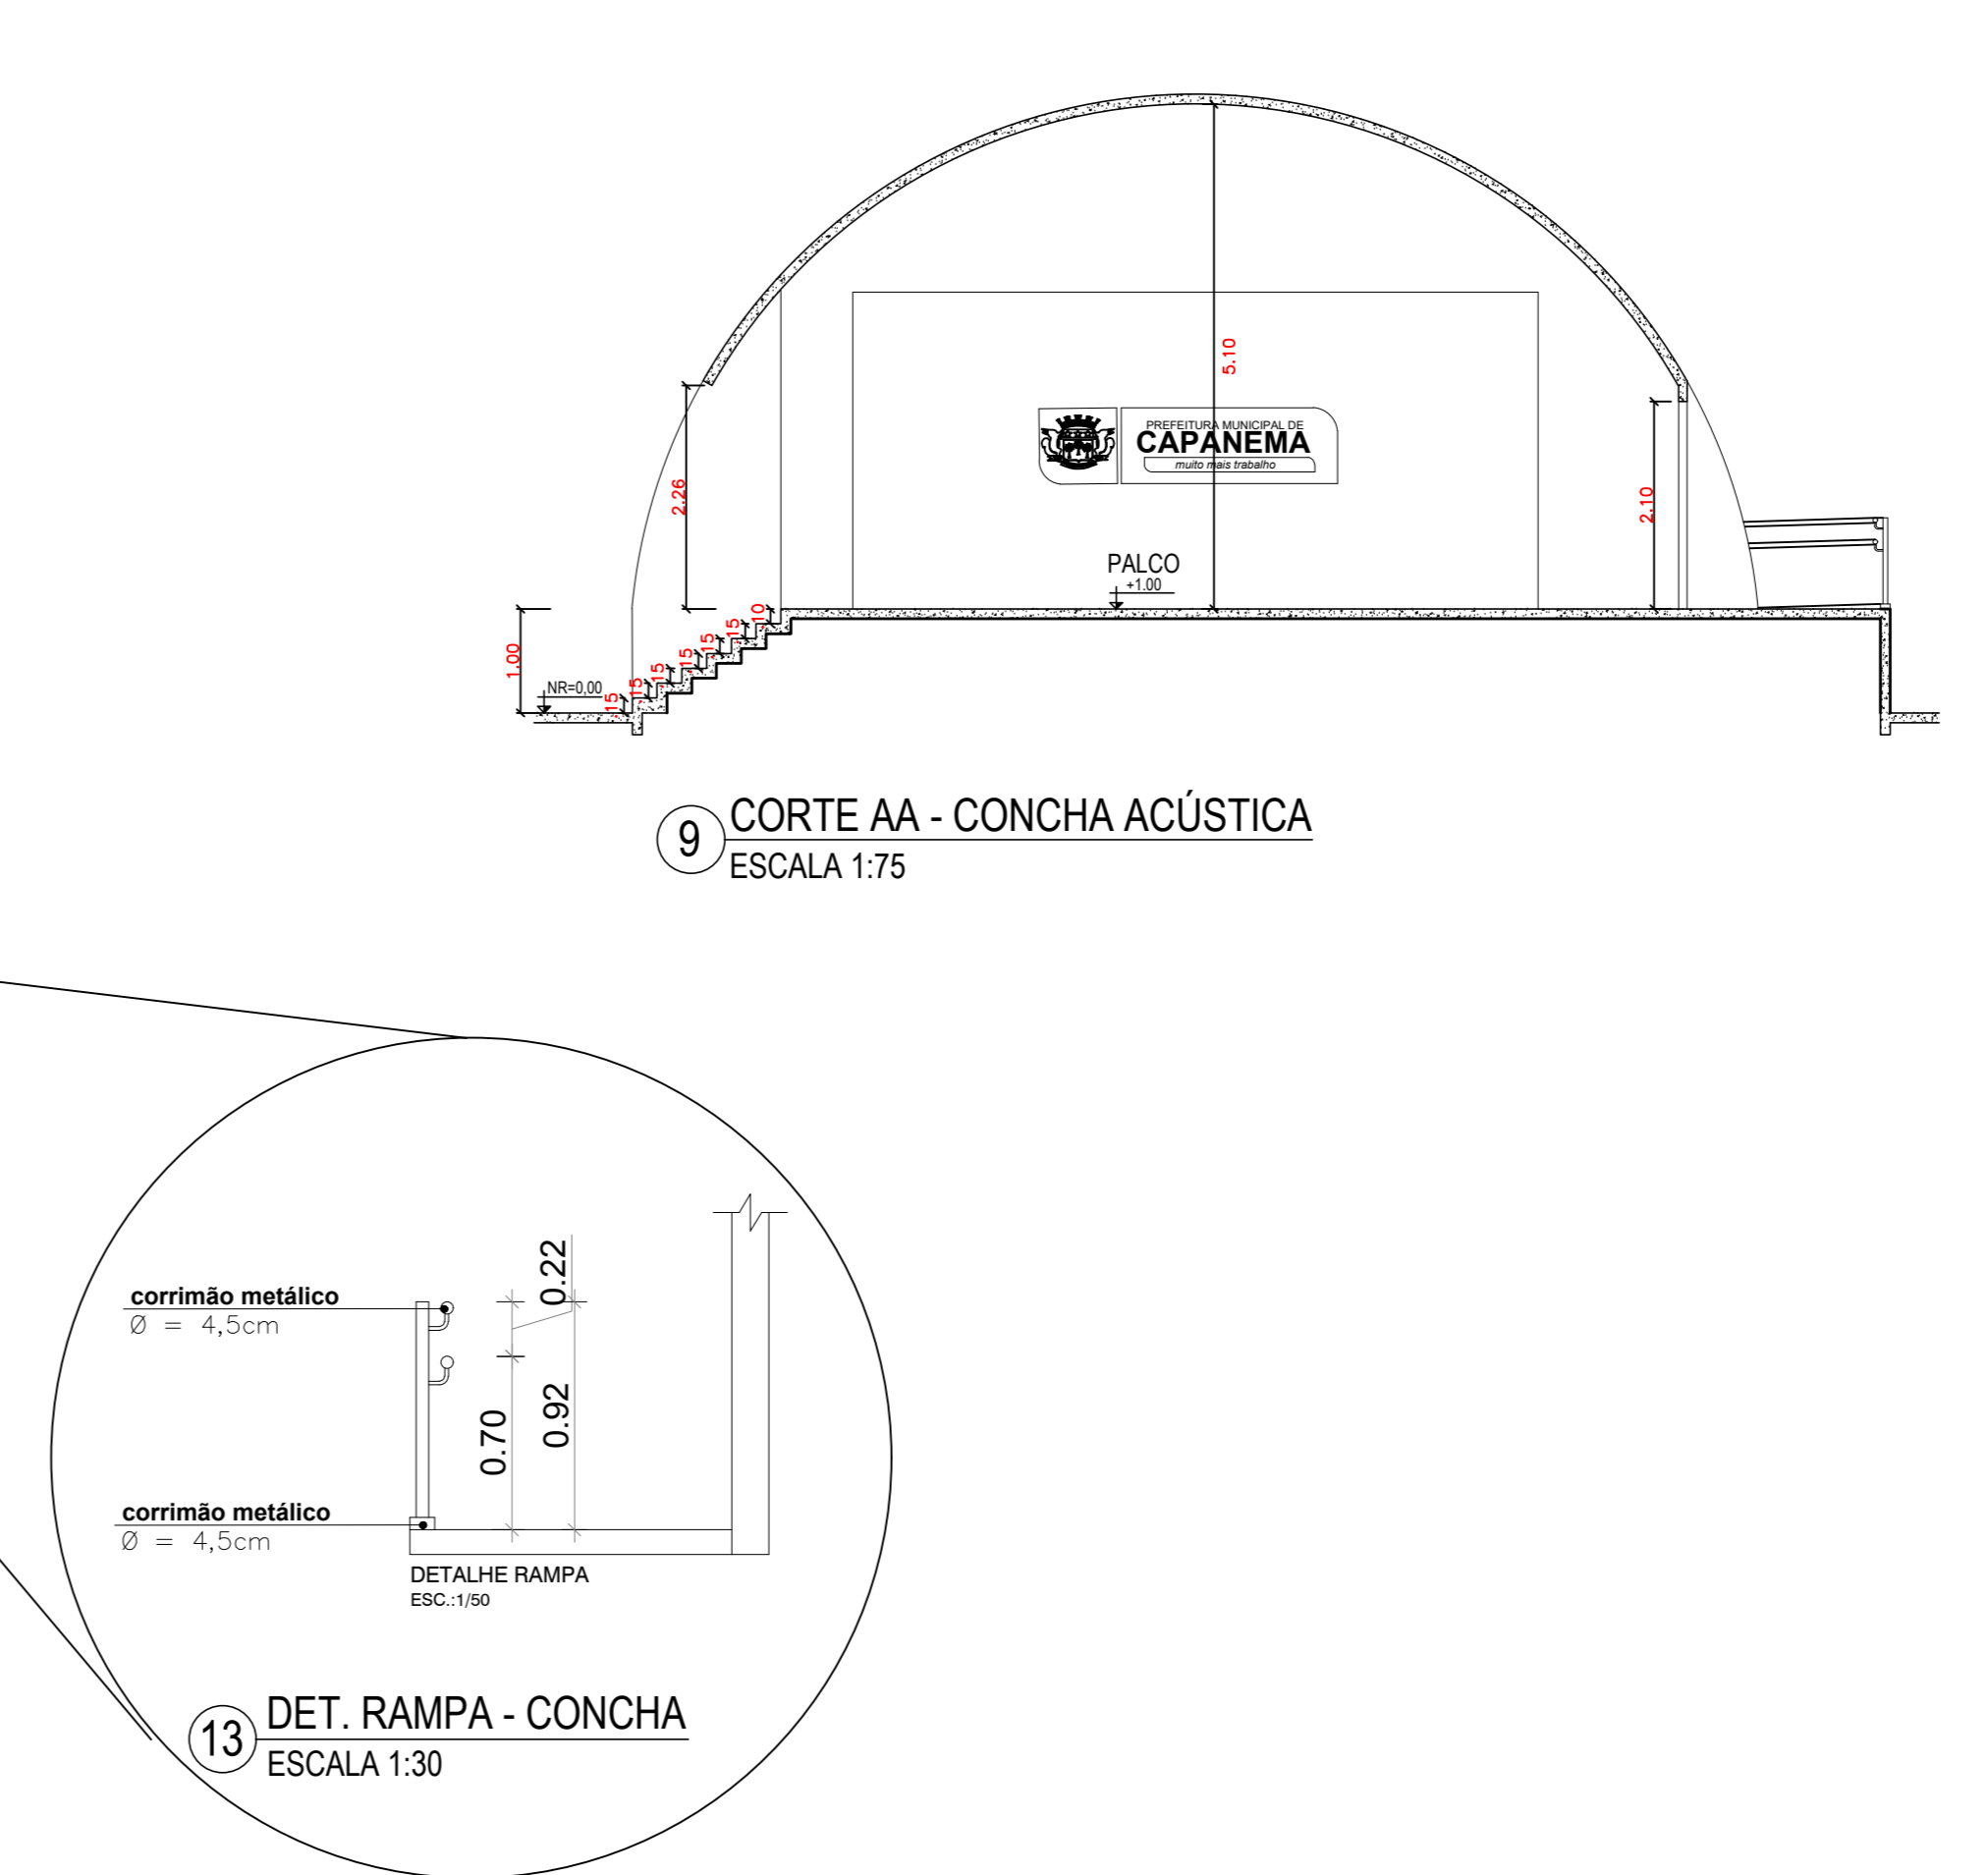 5.10
PREFEITURA MUNICIPAL DE
CAPANEMA
muito mais trabalho
2.26
2.10
PALCO
+1.00
1.00
NR=0,00
.15
.15
.15
.15
.15
.15
.10
9
CORTE AA - CONCHA ACÚSTICA
ESCALA 1:75
corrimão metálico
Ø = 4,5cm
0.22
0.70
0.92
corrimão metálico
Ø = 4,5cm
DETALHE RAMPA
ESC.:1/50
13
DET. RAMPA - CONCHA
ESCALA 1:30